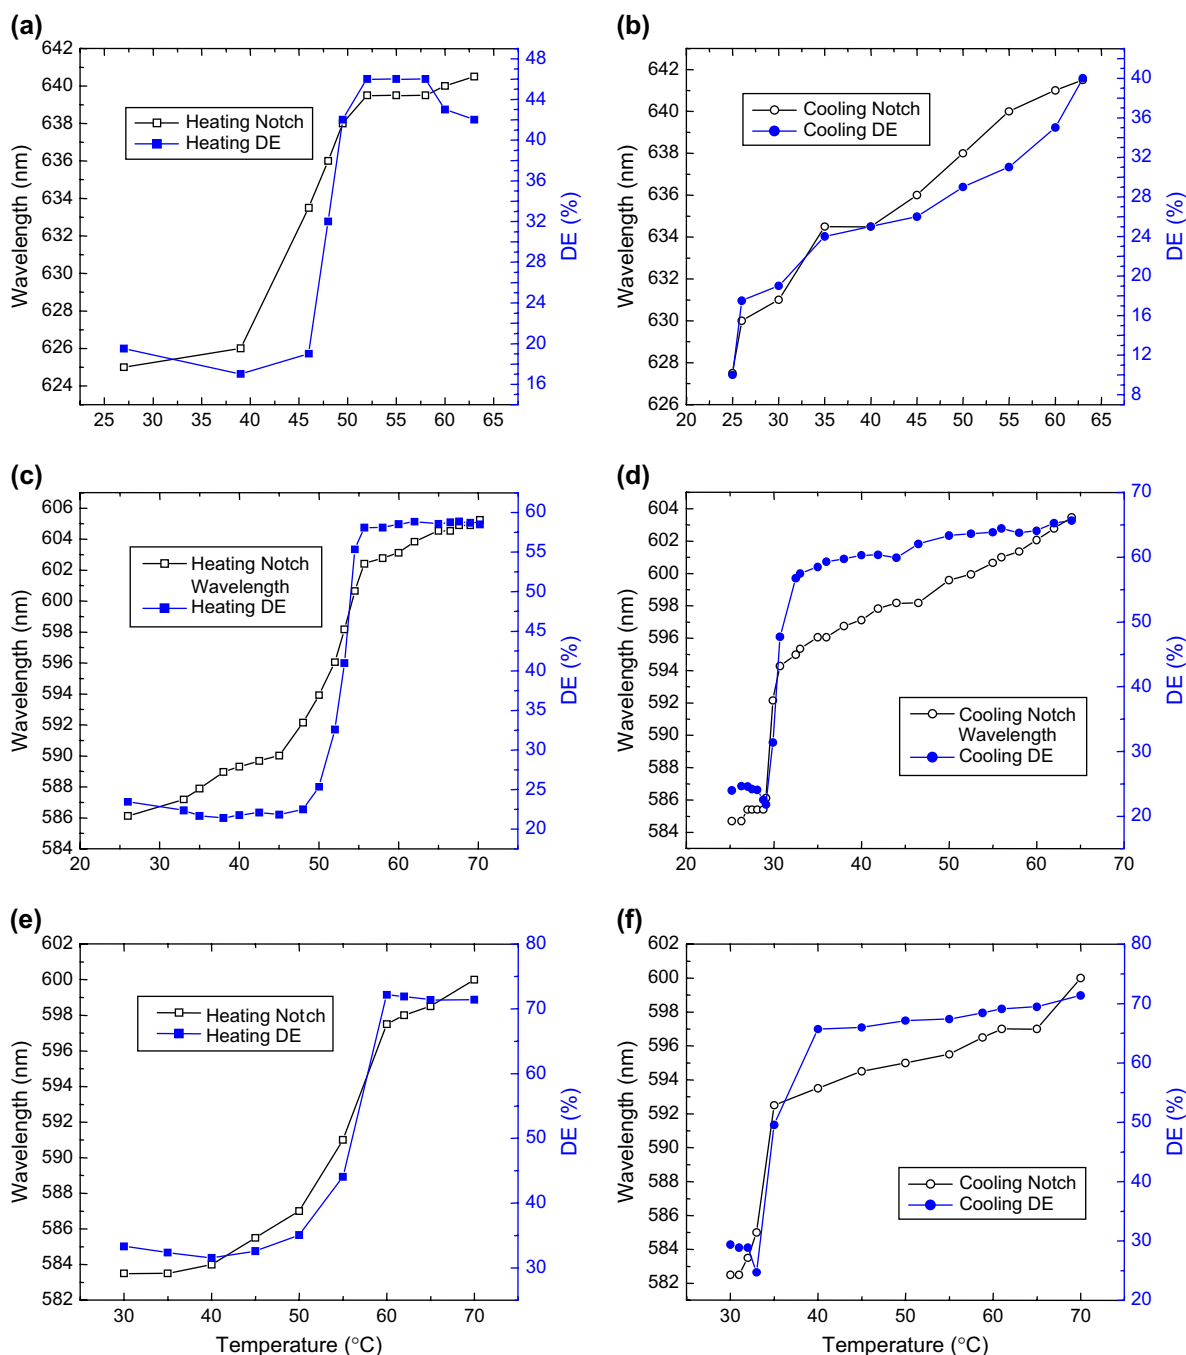 (a)
642
640
638
636
634
632
630
628
626
624
Wavelength (nm)
Heating Notch
Heating DE
48
44
40
36
32
28
24
20
16
DE (%)
25 30 35 40 45 50 55 60 65
(b)
642
640
638
636
634
632
630
628
626
Wavelength (nm)
Cooling Notch
Cooling DE
40
36
32
28
24
20
16
12
8
DE (%)
20 25 30 35 40 45 50 55 60 65
(c)
606
604
602
600
598
596
594
592
590
588
586
584
Wavelength (nm)
Heating Notch
Wavelength
Heating DE
60
55
50
45
40
35
30
25
20
DE (%)
20 30 40 50 60 70
(d)
604
602
600
598
596
594
592
590
588
586
584
Wavelength (nm)
Cooling Notch
Wavelength
Cooling DE
70
60
50
40
30
20
DE (%)
20 30 40 50 60 70
(e)
602
600
598
596
594
592
590
588
586
584
582
Wavelength (nm)
Heating Notch
Heating DE
80
70
60
50
40
30
DE (%)
30 40 50 60 70
Temperature (°C)
(f)
602
600
598
596
594
592
590
588
586
584
582
Wavelength (nm)
Cooling Notch
Cooling DE
80
70
60
50
40
30
20
DE (%)
30 40 50 60 70
Temperature (°C)